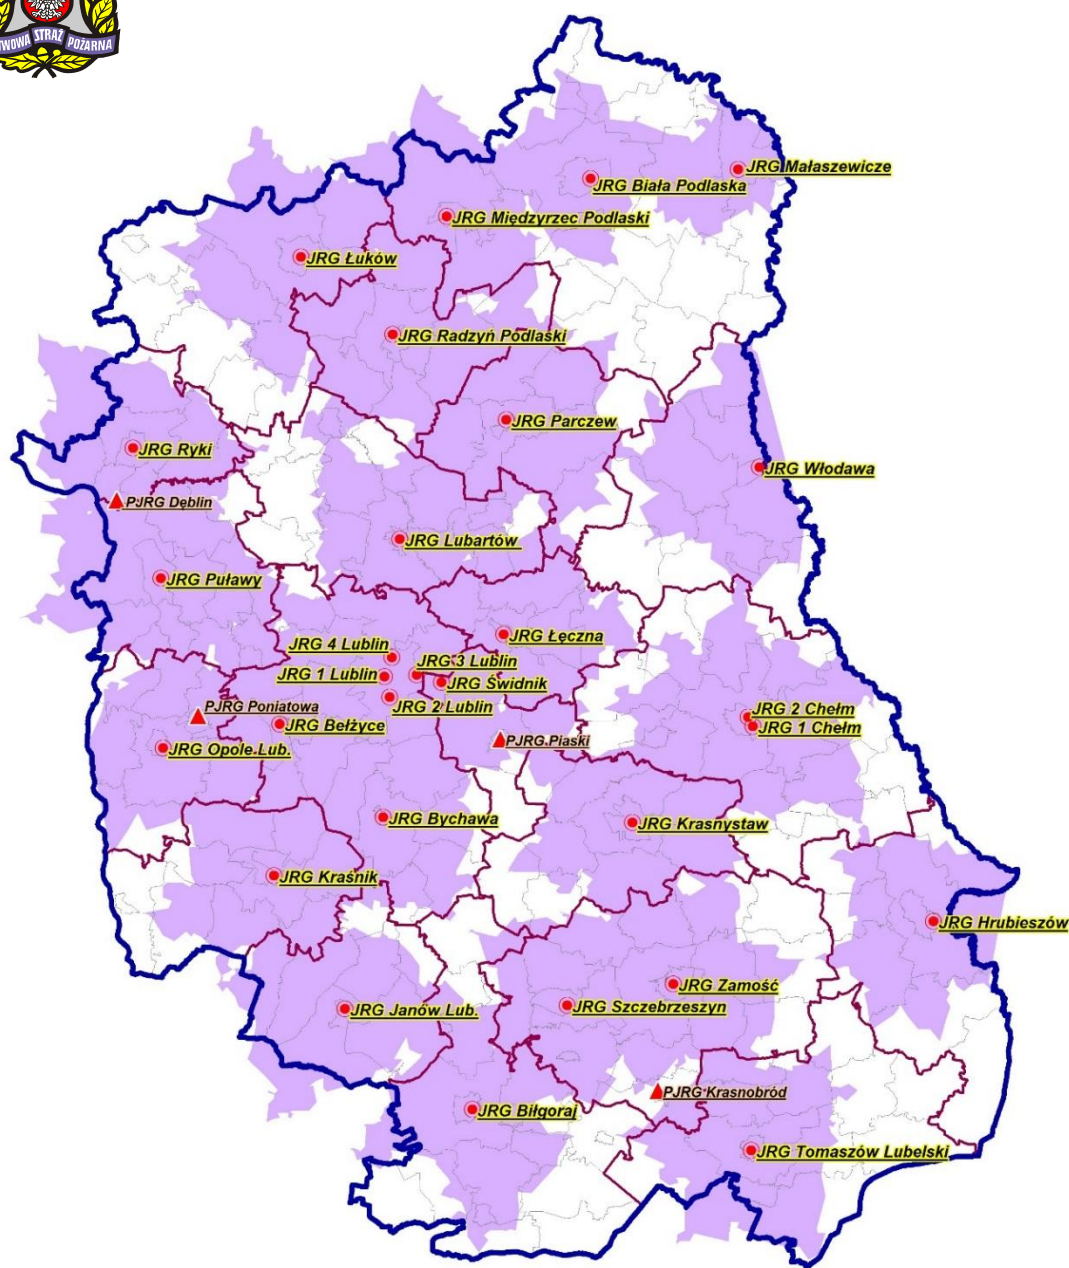 TWOWA STRAŻ POŻARNA
JRG Małaszewicze
JRG Biała Podlaska
JRG Międzyrzec Podlaski
JRG Łuków
JRG Radzyń Podlaski
JRG Parczew
JRG Ryki
JRG Włodawa
PJRG Dęblin
JRG Lubartów
JRG Puławy
JRG Łęczna
JRG 4 Lublin
JRG 3 Lublin
JRG 1 Lublin
JRG Świdnik
JRG 2 Lublin
PJRG Poniatowa
JRG 2 Chełm
JRG Bełżyce
JRG 1 Chełm
PJRG.Piaski
JRG Opole.Lub.
JRG Bychawa
JRG Krasnystaw
JRG Kraśnik
JRG Hrubieszów
JRG Zamość
JRG Szczebrzeszyn
JRG Janów Lub.
PJRG Krasnobród
JRG Biłgoraj
JRG Tomaszów Lubelski